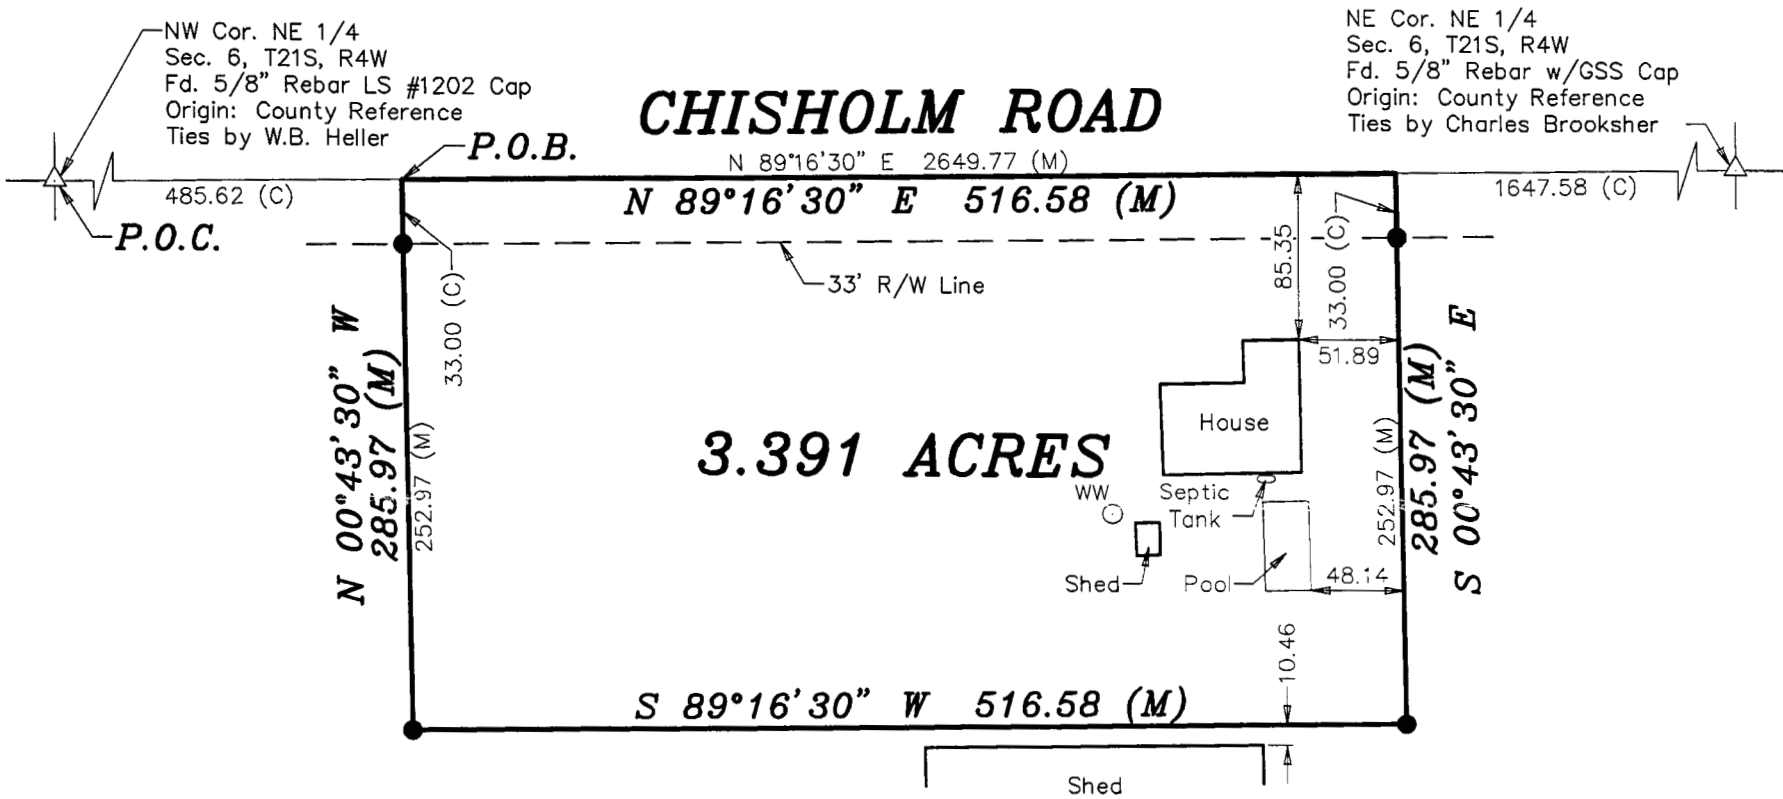 NW Cor. NE 1/4
Sec. 6, T21S, R4W
Fd. 5/8" Rebar LS #1202 Cap
Origin: County Reference
Ties by W.B. Heller
NE Cor. NE 1/4
Sec. 6, T21S, R4W
Fd. 5/8" Rebar w/GSS Cap
Origin: County Reference
Ties by Charles Brooksher
CHISHOLM ROAD
P.O.B.
N 89°16'30" E 2649.77 (M)
485.62 (C)
N 89°16'30" E 516.58 (M)
1647.58 (C)
P.O.C.
33' R/W Line
33.00 (C)
85.35
33.00 (C)
51.89
N 00°43'30" W
285.97 (M)
252.97 (M)
3.391 ACRES
House
252.97 (M)
285.97 (M)
S 00°43'30" E
WW
Septic
Tank
Shed
Pool
48.14
10.46
S 89°16'30" W 516.58 (M)
Shed